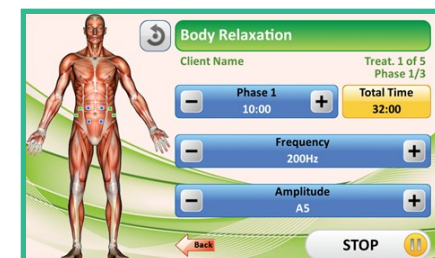 Body Relaxation
Client Name
Treat. 1 of 5
Phase 1/3
− Phase 1 +
10:00
Total Time
32:00
− Frequency +
200Hz
− Amplitude +
A5
Back
STOP